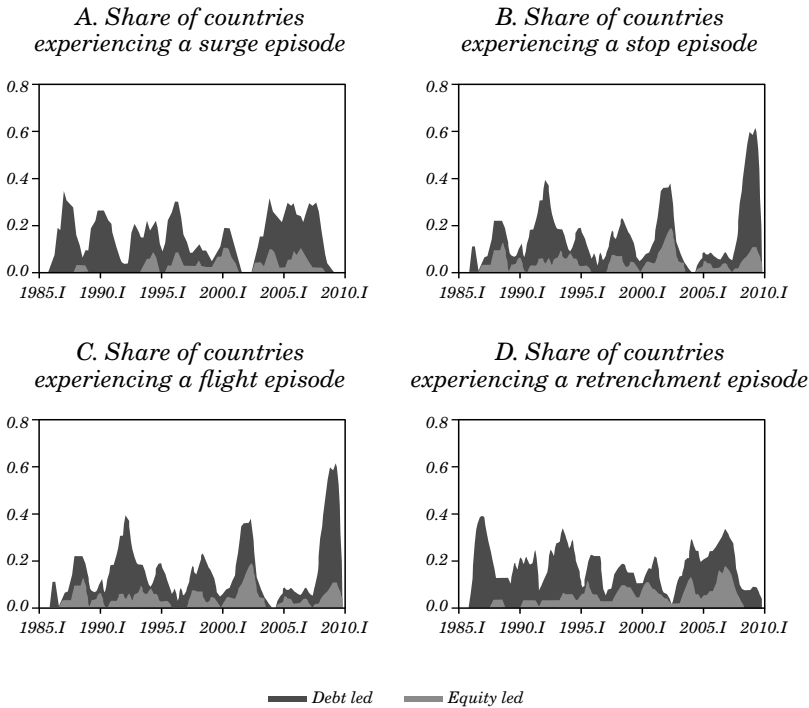 A. Share of countries
experiencing a surge episode
0.8
0.6
0.4
0.2
0.0
1985.I 1990.I 1995.I 2000.I 2005.I 2010.I
B. Share of countries
experiencing a stop episode
0.8
0.6
0.4
0.2
0.0
1985.I 1990.I 1995.I 2000.I 2005.I 2010.I
C. Share of countries
experiencing a flight episode
0.8
0.6
0.4
0.2
0.0
1985.I 1990.I 1995.I 2000.I 2005.I 2010.I
D. Share of countries
experiencing a retrenchment episode
0.8
0.6
0.4
0.2
0.0
1985.I 1990.I 1995.I 2000.I 2005.I 2010.I
Debt led Equity led